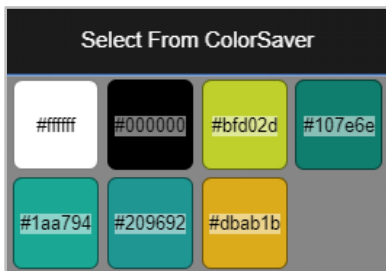 Select From ColorSaver
#ffffff #000000 #bfd02d #107e6e
#1aa794 #209692 #dbab1b